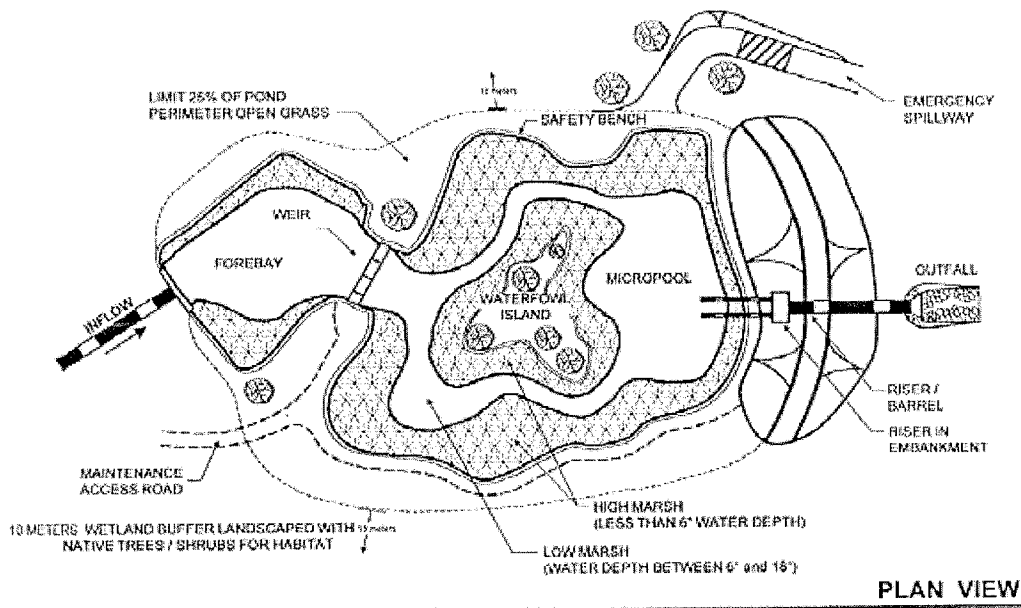 LIMIT 25% OF POND
PERIMETER OPEN GRASS
SAFETY BENCH
EMERGENCY
SPILLWAY
WEIR
FOREBAY
INFLOW
WATERFOWL
ISLAND
MICROPOOL
OUTFALL
RISER /
BARREL
RISER IN
EMBANKMENT
MAINTENANCE
ACCESS ROAD
10 METERS WETLAND BUFFER LANDSCAPED WITH
NATIVE TREES / SHRUBS FOR HABITAT
HIGH MARSH
(LESS THAN 6" WATER DEPTH)
LOW MARSH
(WATER DEPTH BETWEEN 6" and 18")
meters
meters
PLAN VIEW